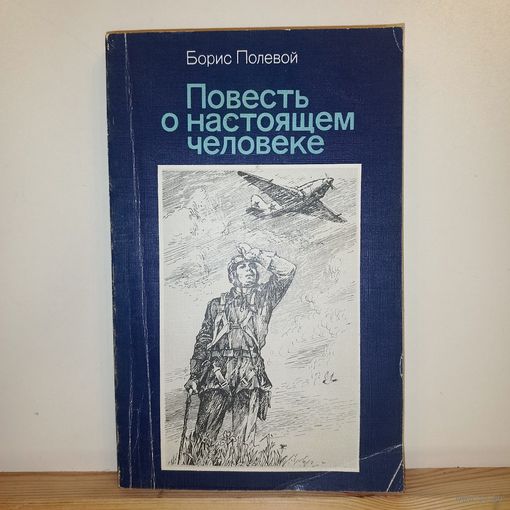 Борис Полевой
Повесть
о настоящем
человеке